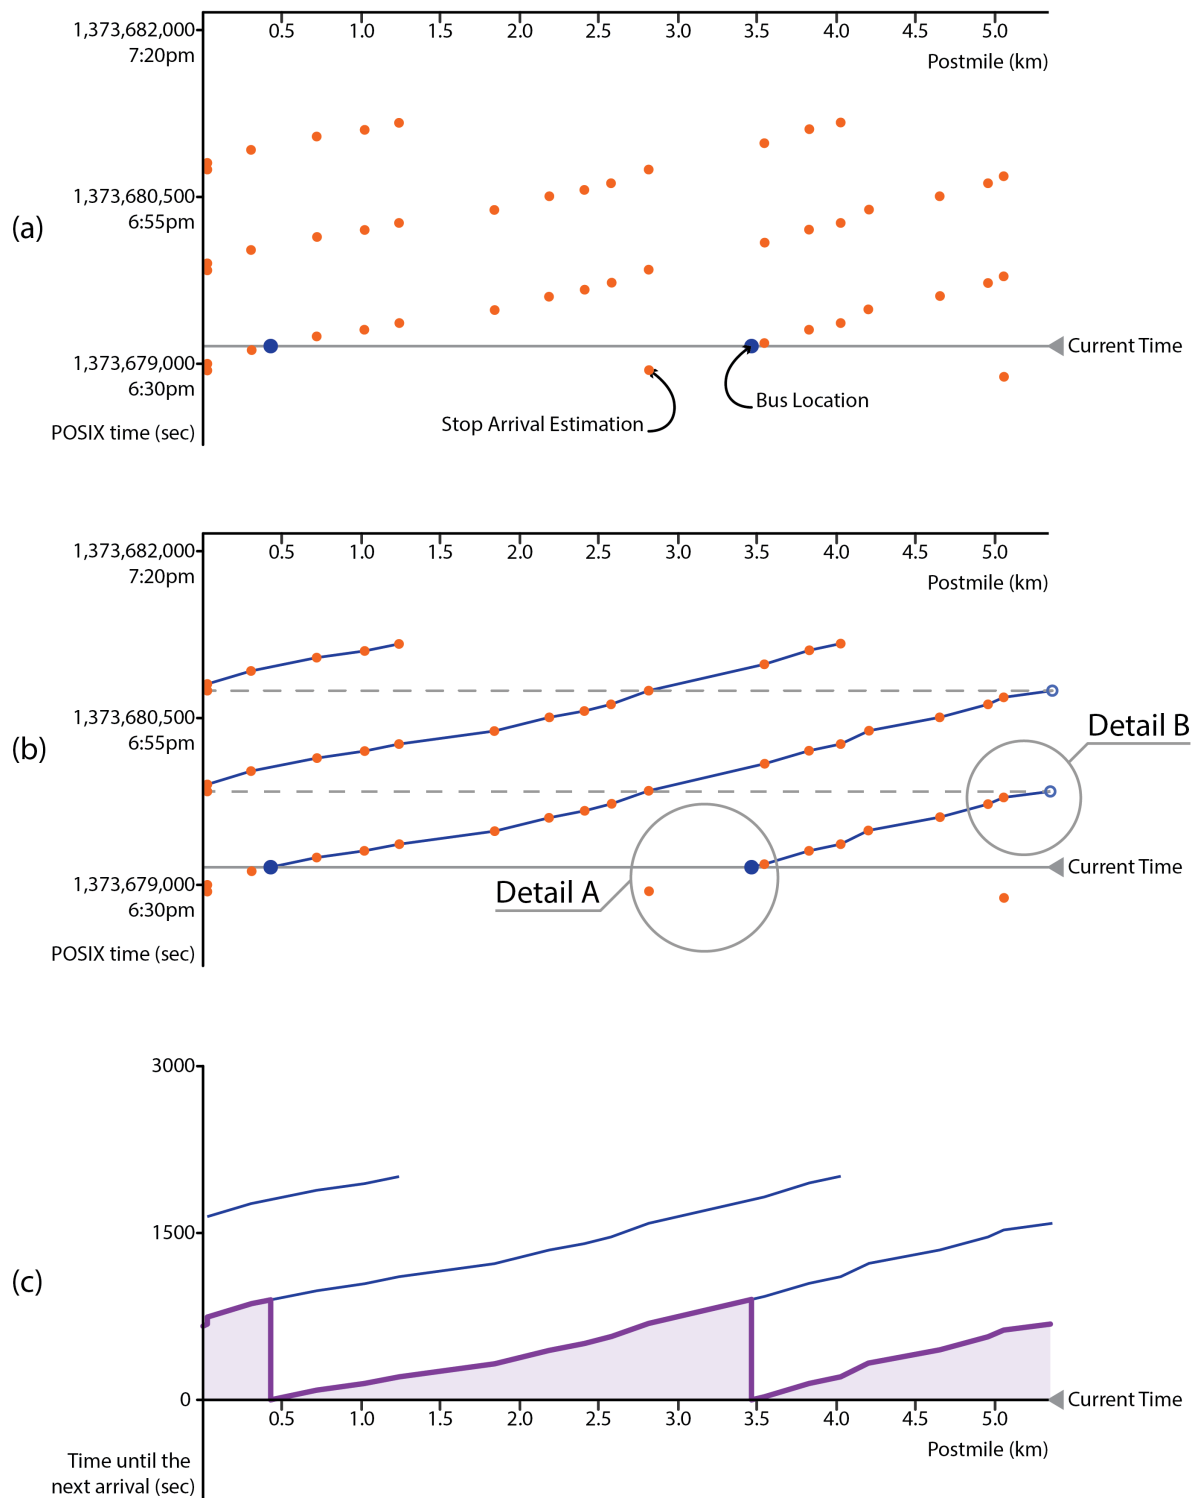 1,373,682,000
7:20pm
0.5 1.0 1.5 2.0 2.5 3.0 3.5 4.0 4.5 5.0
Postmile (km)
1,373,680,500
6:55pm
(a)
Current Time
1,373,679,000
6:30pm
Bus Location
Stop Arrival Estimation
POSIX time (sec)
1,373,682,000
7:20pm
0.5 1.0 1.5 2.0 2.5 3.0 3.5 4.0 4.5 5.0
Postmile (km)
1,373,680,500
6:55pm
Detail B
(b)
Current Time
1,373,679,000
6:30pm
Detail A
POSIX time (sec)
3000
1500
(c)
0
Current Time
0.5 1.0 1.5 2.0 2.5 3.0 3.5 4.0 4.5 5.0
Postmile (km)
Time until the
next arrival (sec)